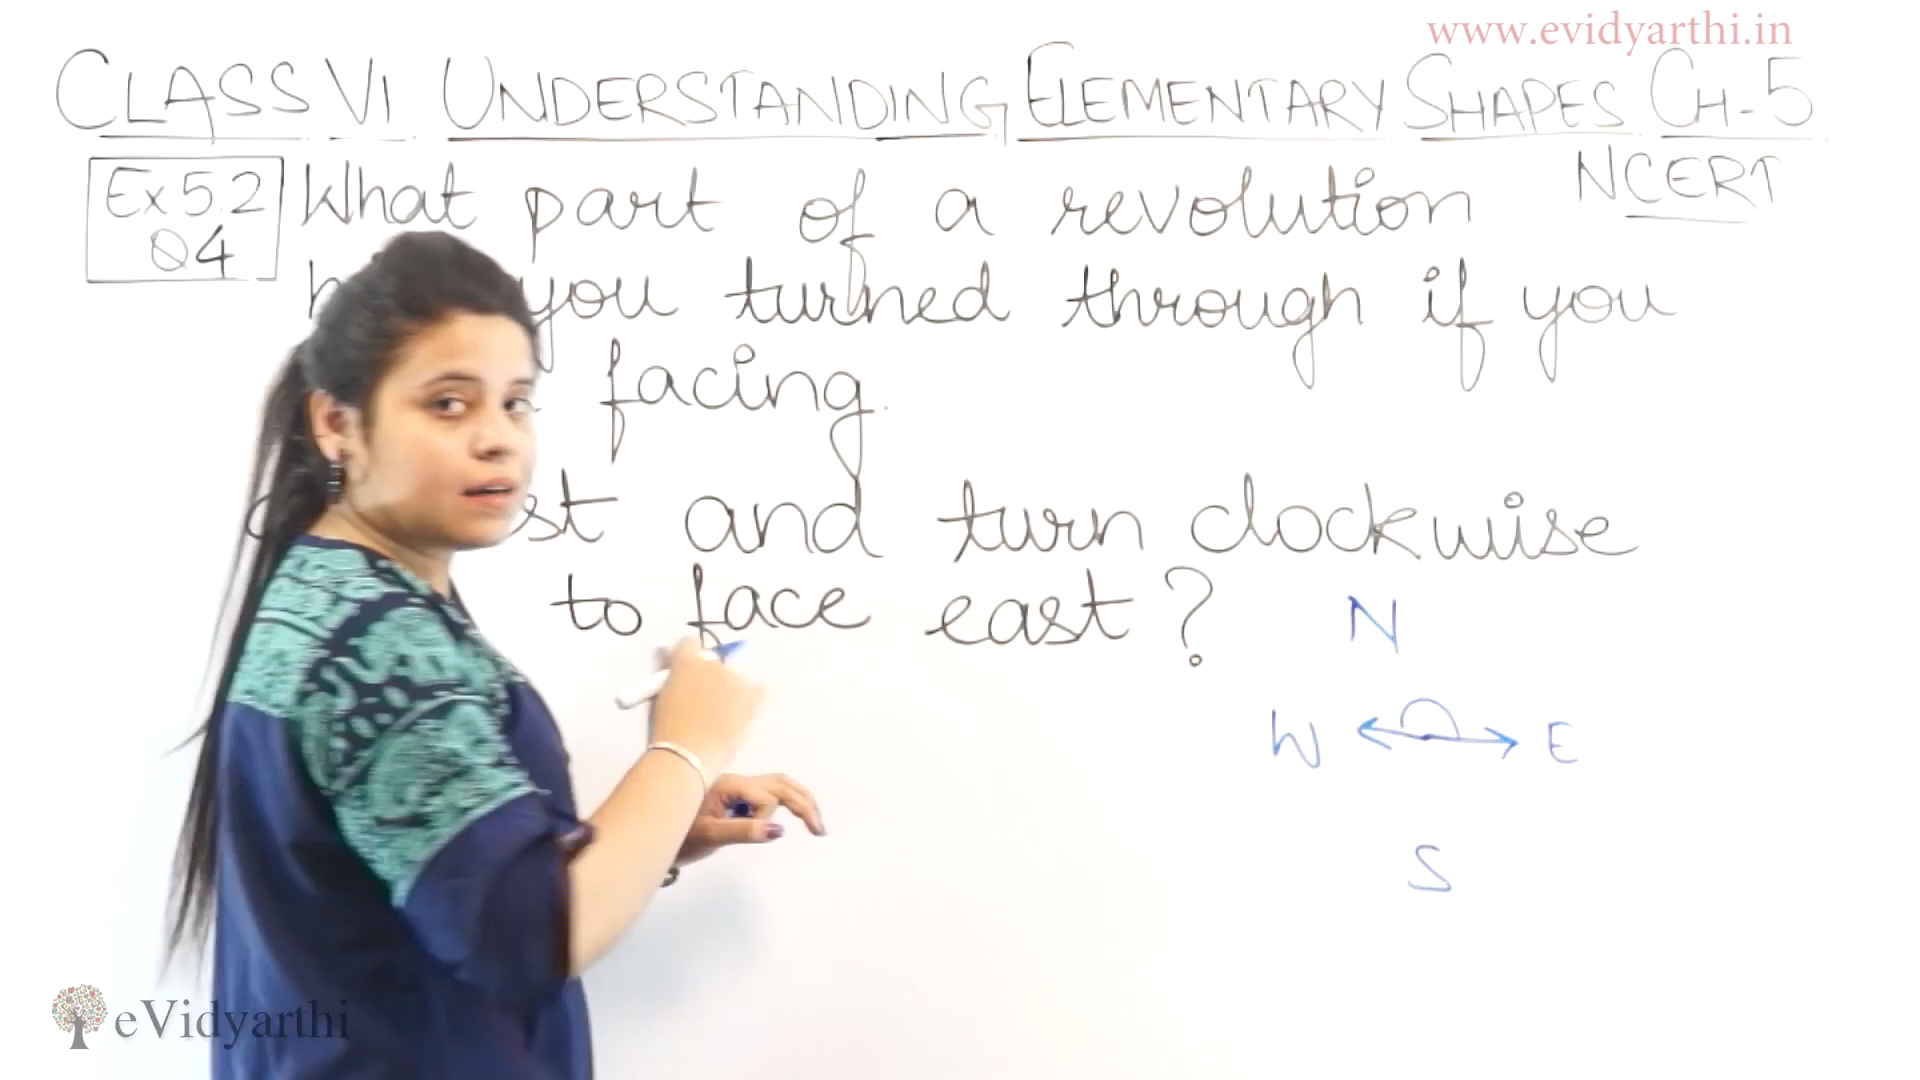 www.evidyarthi.in
CLASS VI UNDERSTANDING ELEMENTARY SHAPES CH-5
NCERT
Ex 5.2
Q4
What part of a revolution
you turned through if you
facing
and turn clockwise
to face east?
N
W E
S
eVidyarthi